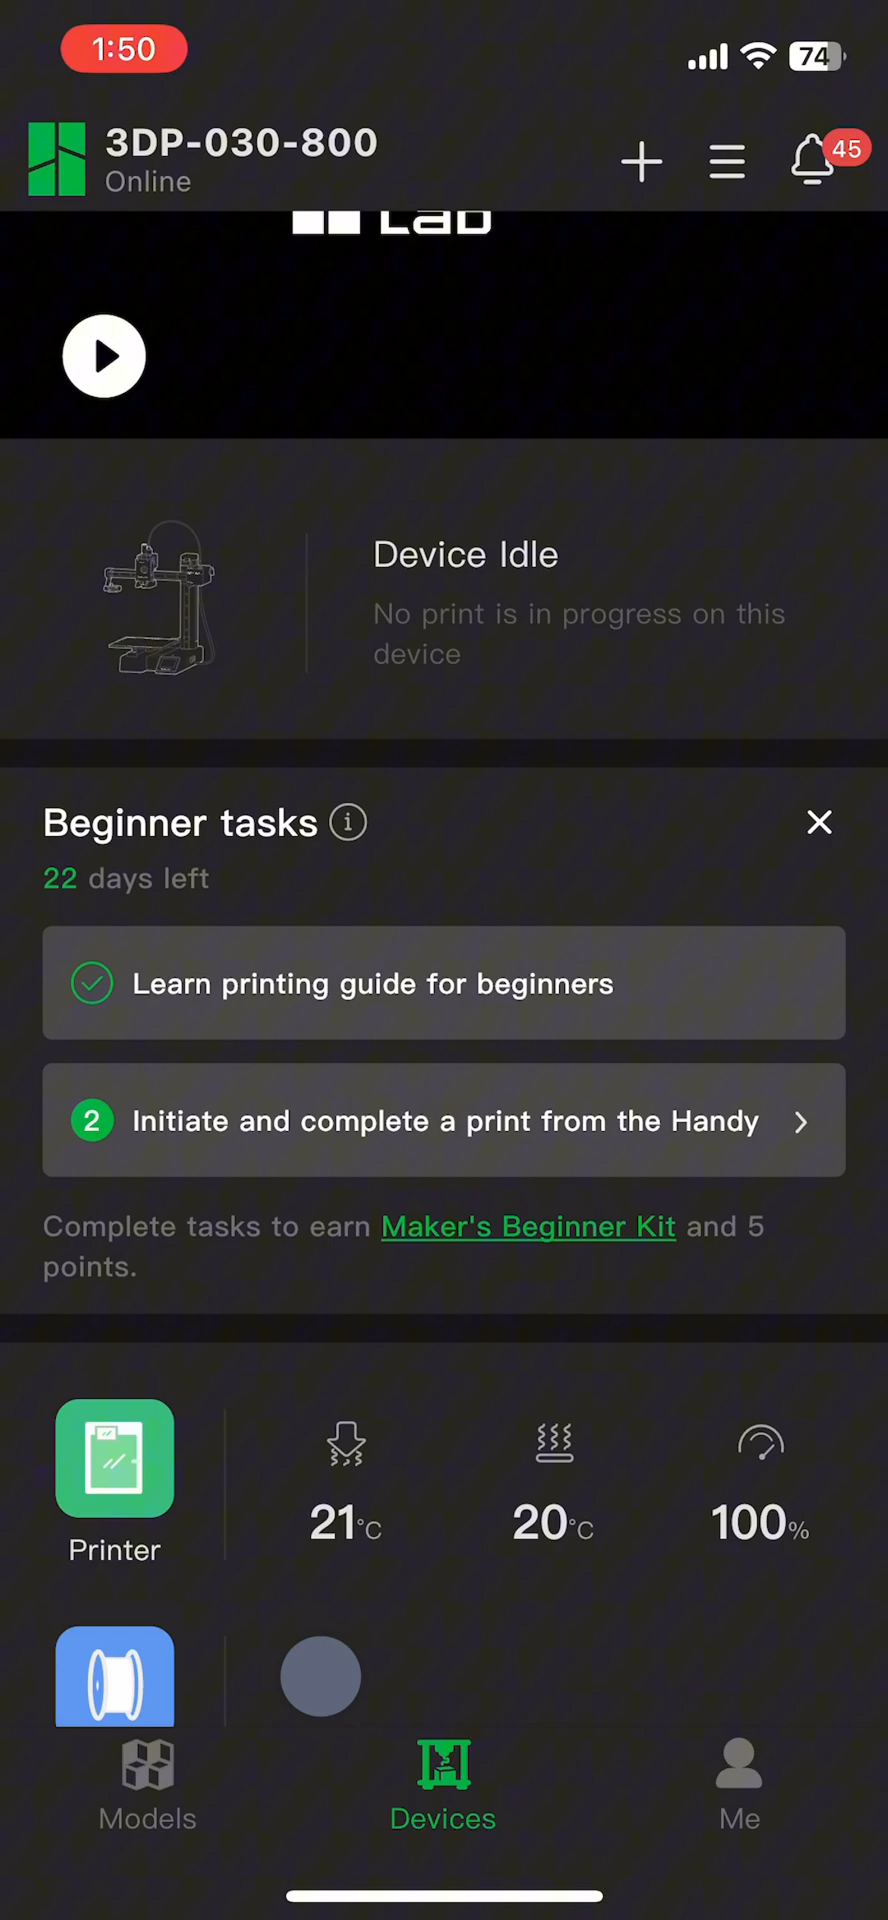 1:50
74
3DP-030-800
45
Online
Lab
Device Idle
No print is in progress on this
device
Beginner tasks
22 days left
Learn printing guide for beginners
2 Initiate and complete a print from the Handy
Complete tasks to earn Maker's Beginner Kit and 5
points.
21°C 20°C 100%
Printer
Models Devices Me